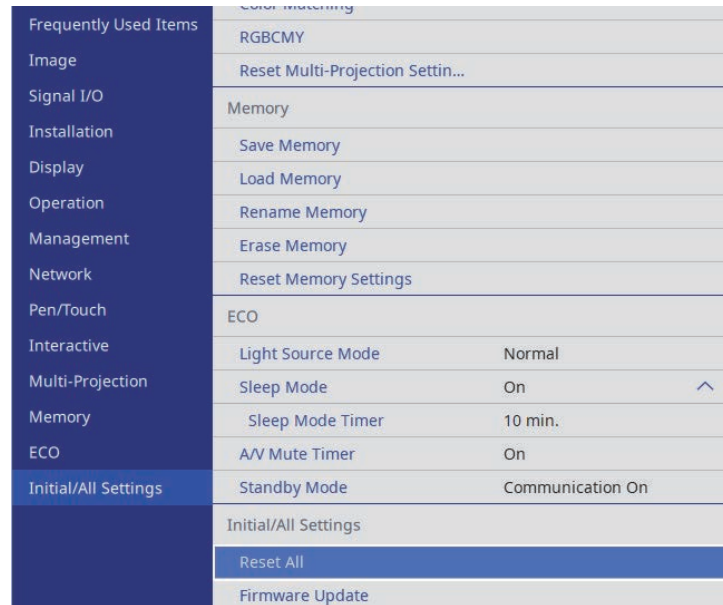 Frequently Used Items
Image
Signal I/O
Installation
Display
Operation
Management
Network
Pen/Touch
Interactive
Multi-Projection
Memory
ECO
Initial/All Settings
Color Matching
RGBCMY
Reset Multi-Projection Settin...
Memory
Save Memory
Load Memory
Rename Memory
Erase Memory
Reset Memory Settings
ECO
Light Source Mode Normal
Sleep Mode On
Sleep Mode Timer 10 min.
A/V Mute Timer On
Standby Mode Communication On
Initial/All Settings
Reset All
Firmware Update